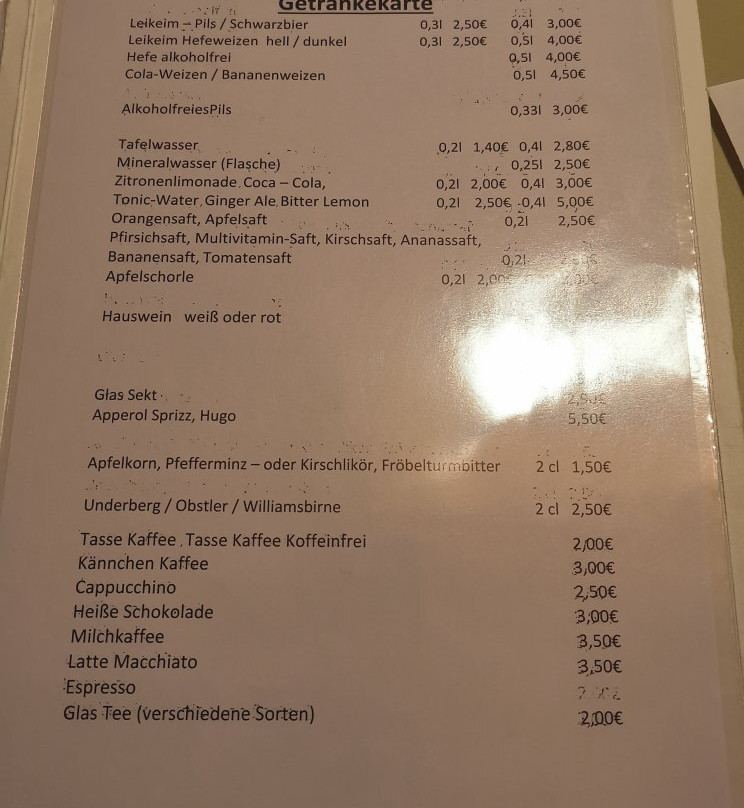 Getränkekarte
Leikeim – Pils / Schwarzbier 0,3l 2,50€ 0,4l 3,00€
Leikeim Hefeweizen hell / dunkel 0,3l 2,50€ 0,5l 4,00€
Hefe alkoholfrei 0,5l 4,00€
Cola-Weizen / Bananenweizen 0,5l 4,50€
AlkoholfreiesPils 0,33l 3,00€
Tafelwasser 0,2l 1,40€ 0,4l 2,80€
Mineralwasser (Flasche) 0,25l 2,50€
Zitronenlimonade, Coca – Cola, 0,2l 2,00€ 0,4l 3,00€
Tonic-Water, Ginger Ale, Bitter Lemon 0,2l 2,50€ 0,4l 5,00€
Orangensaft, Apfelsaft 0,2l 2,50€
Pfirsichsaft, Multivitamin-Saft, Kirschsaft, Ananassaft,
Bananensaft, Tomatensaft 0,2l
Apfelschorle 0,2l 2,00€
Hauswein weiß oder rot
Glas Sekt
Apperol Sprizz, Hugo 5,50€
Apfelkorn, Pfefferminz – oder Kirschlikör, Fröbelturmbitter 2 cl 1,50€
Underberg / Obstler / Williamsbirne 2 cl 2,50€
Tasse Kaffee, Tasse Kaffee Koffeinfrei 2,00€
Kännchen Kaffee 3,00€
Cappucchino 2,50€
Heiße Schokolade 3,00€
Milchkaffee 3,50€
Latte Macchiato 3,50€
Espresso
Glas Tee (verschiedene Sorten) 2,00€